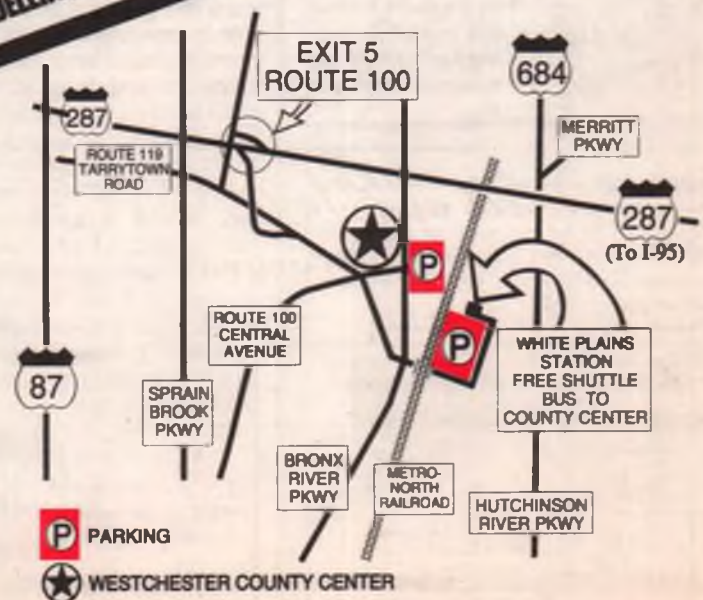 EXIT 5
ROUTE 100
684
287
MERRITT
PKWY
ROUTE 119
TARRYTOWN
ROAD
287
(To I-95)
P
ROUTE 100
CENTRAL
AVENUE
P
WHITE PLAINS
STATION
FREE SHUTTLE
BUS TO
COUNTY CENTER
87
SPRAIN
BROOK
PKWY
BRONX
RIVER
PKWY
METRO-
NORTH
RAILROAD
HUTCHINSON
RIVER PKWY
P PARKING
WESTCHESTER COUNTY CENTER